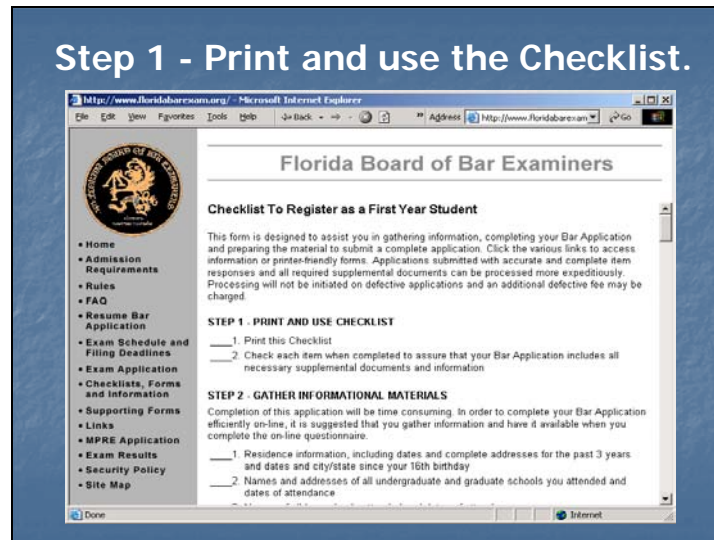 Step 1 - Print and use the Checklist.
http://www.floridabarexam.org/ - Microsoft Internet Explorer
File Edit View Favorites Tools Help Back » Address http://www.floridabarexam Go
Florida Board of Bar Examiners
• Home
• Admission
Requirements
• Rules
• FAQ
• Resume Bar
Application
• Exam Schedule and
Filing Deadlines
• Exam Application
• Checklists, Forms
and Information
• Supporting Forms
• Links
• MPRE Application
• Exam Results
• Security Policy
• Site Map
Checklist To Register as a First Year Student
This form is designed to assist you in gathering information, completing your Bar Application
and preparing the material to submit a complete application. Click the various links to access
information or printer-friendly forms. Applications submitted with accurate and complete item
responses and all required supplemental documents can be processed more expeditiously.
Processing will not be initiated on defective applications and an additional defective fee may be
charged.
STEP 1 - PRINT AND USE CHECKLIST
____1. Print this Checklist
____2. Check each item when completed to assure that your Bar Application includes all
necessary supplemental documents and information
STEP 2 - GATHER INFORMATIONAL MATERIALS
Completion of this application will be time consuming. In order to complete your Bar Application
efficiently on-line, it is suggested that you gather information and have it available when you
complete the on-line questionnaire.
____1. Residence information, including dates and complete addresses for the past 3 years
and dates and city/state since your 16th birthday
____2. Names and addresses of all undergraduate and graduate schools you attended and
dates of attendance
Done Internet